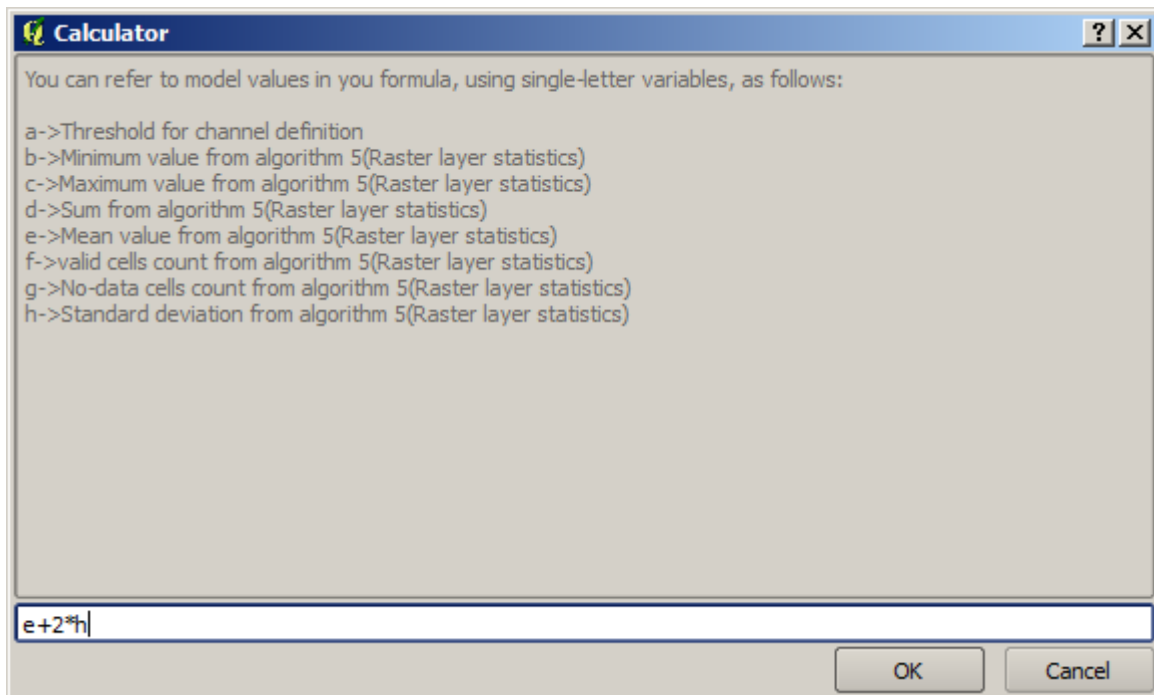 Calculator
You can refer to model values in you formula, using single-letter variables, as follows:
a->Threshold for channel definition
b->Minimum value from algorithm 5(Raster layer statistics)
c->Maximum value from algorithm 5(Raster layer statistics)
d->Sum from algorithm 5(Raster layer statistics)
e->Mean value from algorithm 5(Raster layer statistics)
f->valid cells count from algorithm 5(Raster layer statistics)
g->No-data cells count from algorithm 5(Raster layer statistics)
h->Standard deviation from algorithm 5(Raster layer statistics)
e+2*h
OK Cancel